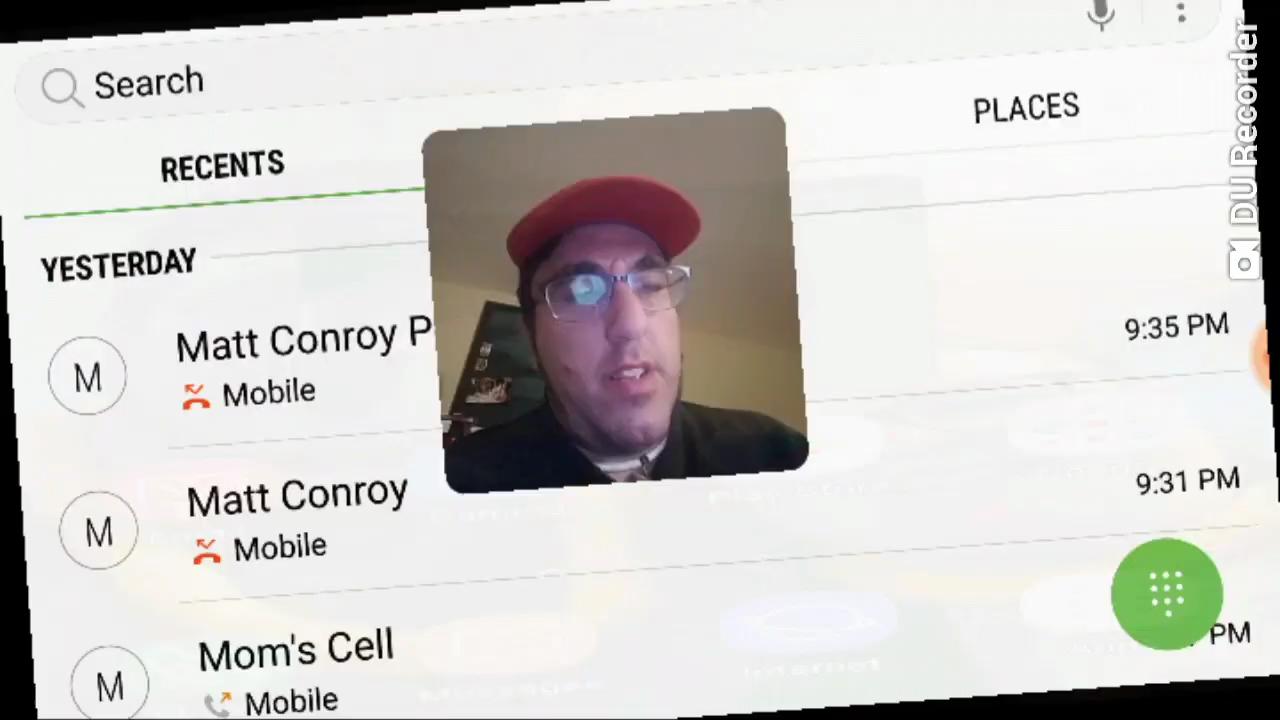 Search
DU Recorder
RECENTS
PLACES
YESTERDAY
Matt Conroy P
9:35 PM
Mobile
Matt Conroy
9:31 PM
Mobile
Mom's Cell
PM
Mobile
Internet